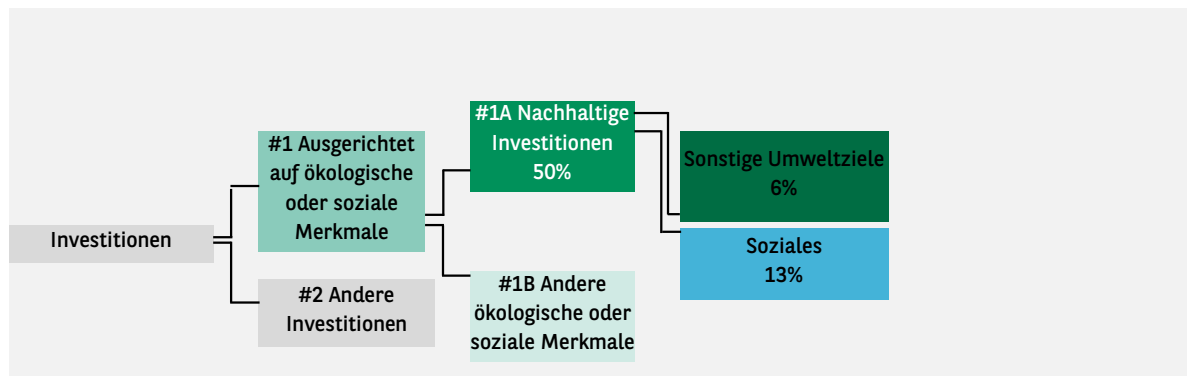 Investitionen
#1 Ausgerichtet
auf ökologische
oder soziale
Merkmale
#2 Andere
Investitionen
#1A Nachhaltige
Investitionen
50%
#1B Andere
ökologische oder
soziale Merkmale
Sonstige Umweltziele
6%
Soziales
13%